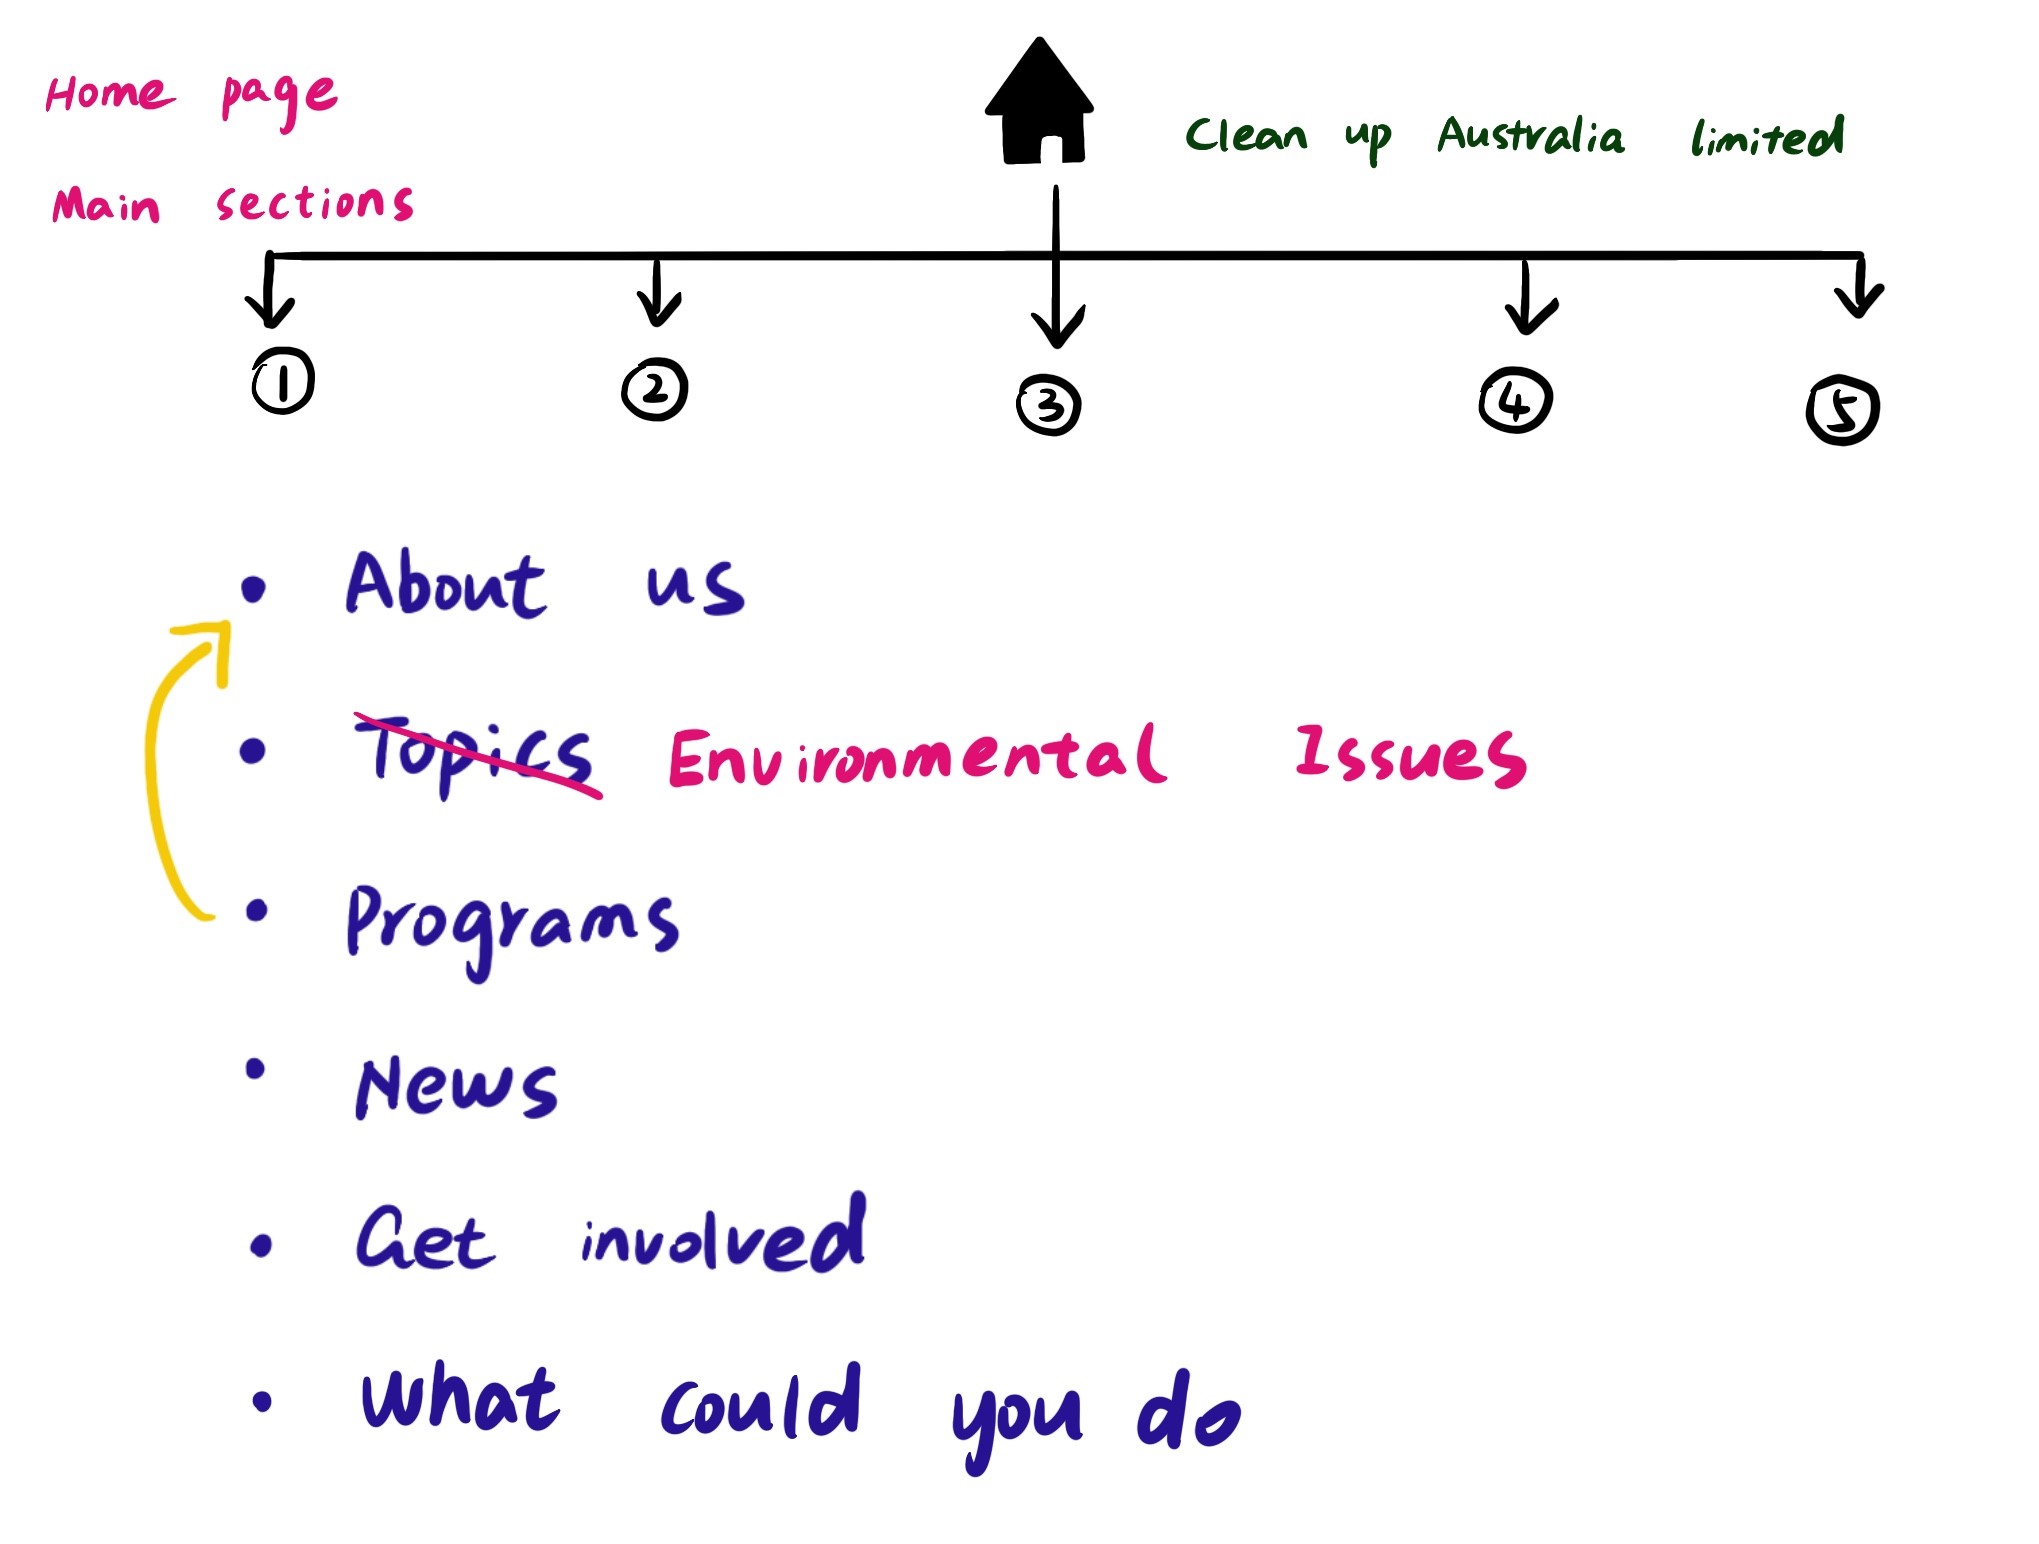 Home page
Clean up Australia limited
Main sections
1 2 3 4 5
• About us
• Topics Environmental Issues
• Programs
• News
• Get involved
• What could you do